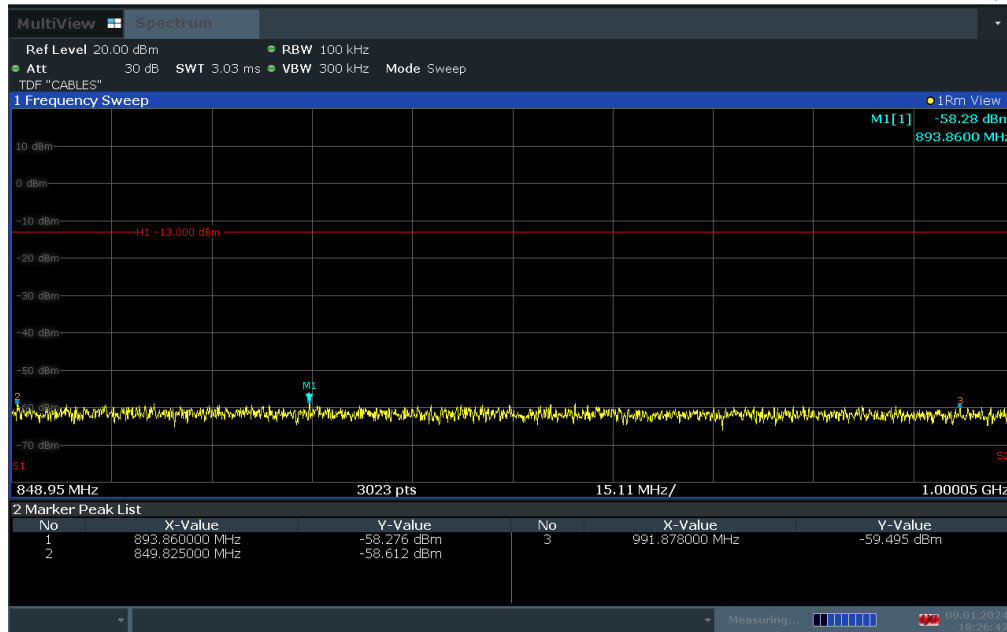 MultiView Spectrum
Ref Level 20.00 dBm RBW 100 kHz
Att 30 dB SWT 3.03 ms VBW 300 kHz Mode Sweep
TDF "CABLES"
1 Frequency Sweep 1Rm View
M1[1] -58.28 dBm
893.8600 MHz
10 dBm
0 dBm
-10 dBm
H1 -13.000 dBm
-20 dBm
-30 dBm
-40 dBm
-50 dBm
M1
2
3
-70 dBm
S1
848.95 MHz 3023 pts 15.11 MHz/ 1.00005 GHz
2 Marker Peak List
No X-Value Y-Value No X-Value Y-Value
1 893.860000 MHz -58.276 dBm 3 991.878000 MHz -59.495 dBm
2 849.825000 MHz -58.612 dBm
Measuring... 09.01.2024
10:26:42